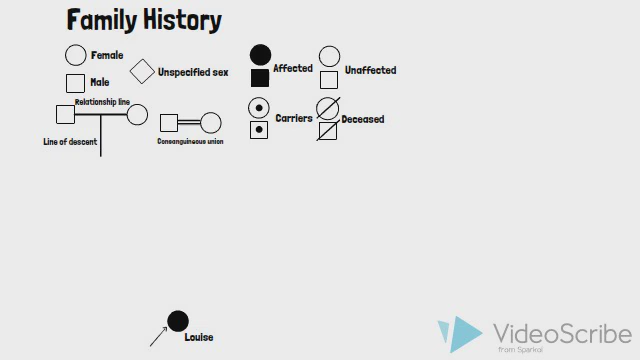 Family History
Female
Male
Unspecified sex
Affected
Unaffected
Relationship line
Line of descent
Consanguineous union
Carriers
Deceased
Louise
VideoScribe
from Sparkol